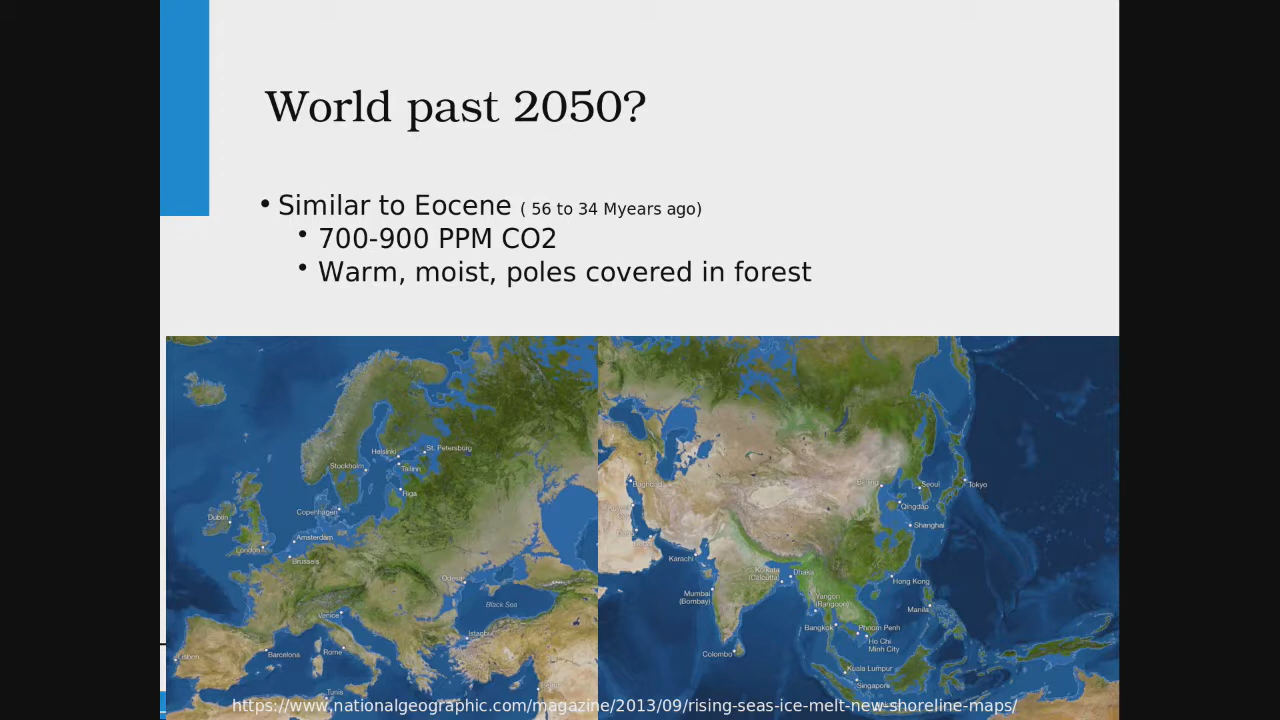 World past 2050?
• Similar to Eocene ( 56 to 34 Myears ago)
• 700-900 PPM CO2
• Warm, moist, poles covered in forest
Helsinki
St. Petersburg
Stockholm
Tallinn
Riga
Copenhagen
Dublin
Amsterdam
London
Brussels
Odesa
Venice
Black Sea
Istanbul
Lisbon
Barcelona
Rome
Tunis
Baghdad
Beijing
Seoul
Tokyo
Qingdao
Shanghai
Karachi
Kolkata
(Calcutta)
Dhaka
Hong Kong
Mumbai
(Bombay)
Yangon
(Rangoon)
Manila
Bangkok
Phnom Penh
Ho Chi
Minh City
Colombo
Kuala Lumpur
Singapore
https://www.nationalgeographic.com/magazine/2013/09/rising-seas-ice-melt-new-shoreline-maps/